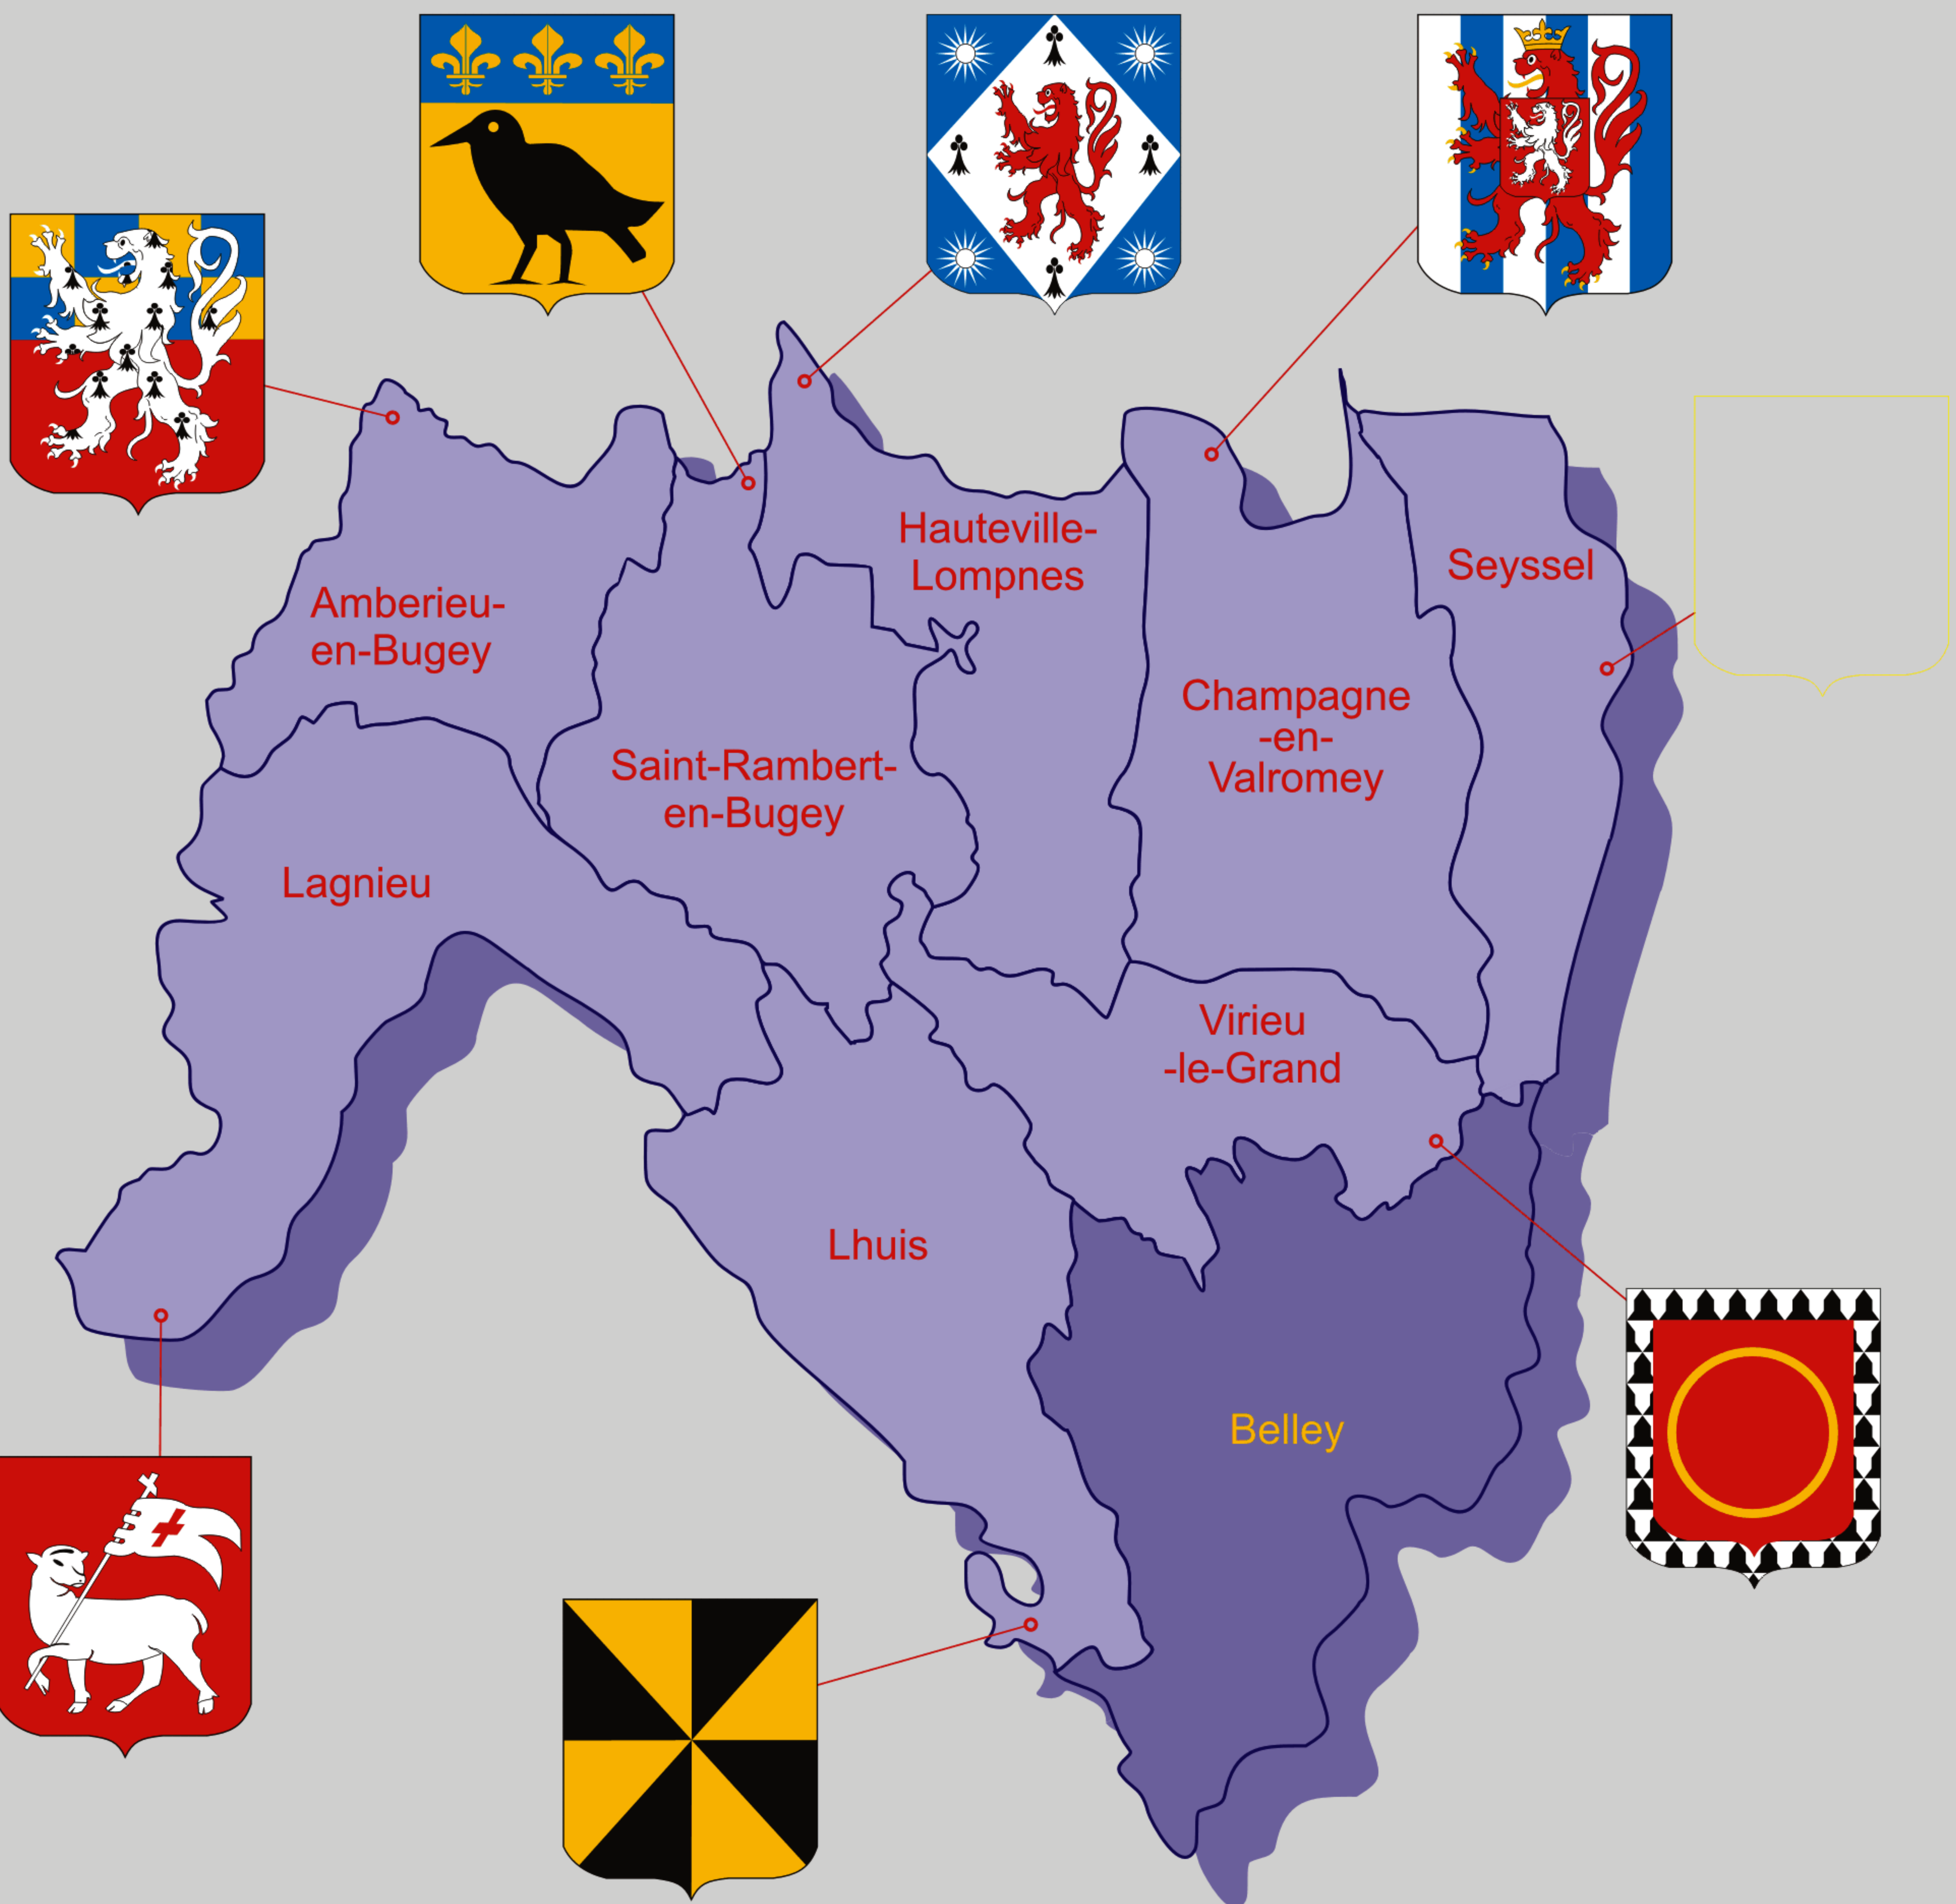 Hauteville-
Lompnes
Seyssel
Amberieu-
en-Bugey
Champagne
-en-
Valromey
Saint-Rambert-
en-Bugey
Lagnieu
Virieu
-le-Grand
Lhuis
Belley